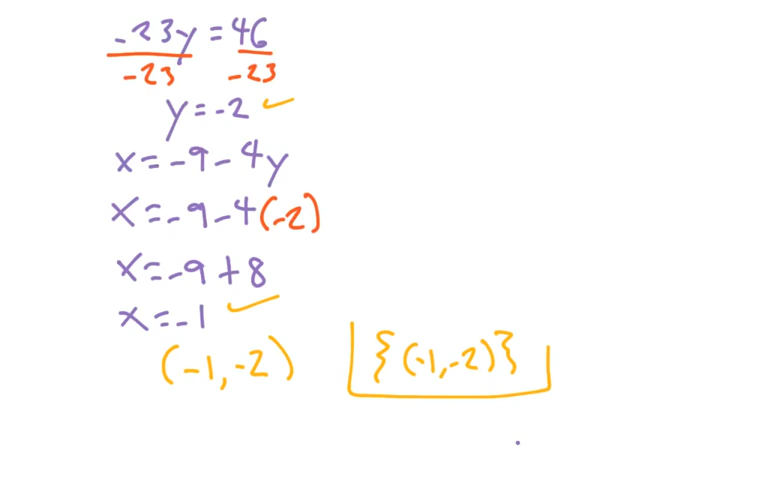 -23y = 46
-23 -23
y = -2 ✓
x = -9 - 4y
x = -9 - 4(-2)
x = -9 + 8
x = -1 ✓
(-1, -2) {(-1, -2)}